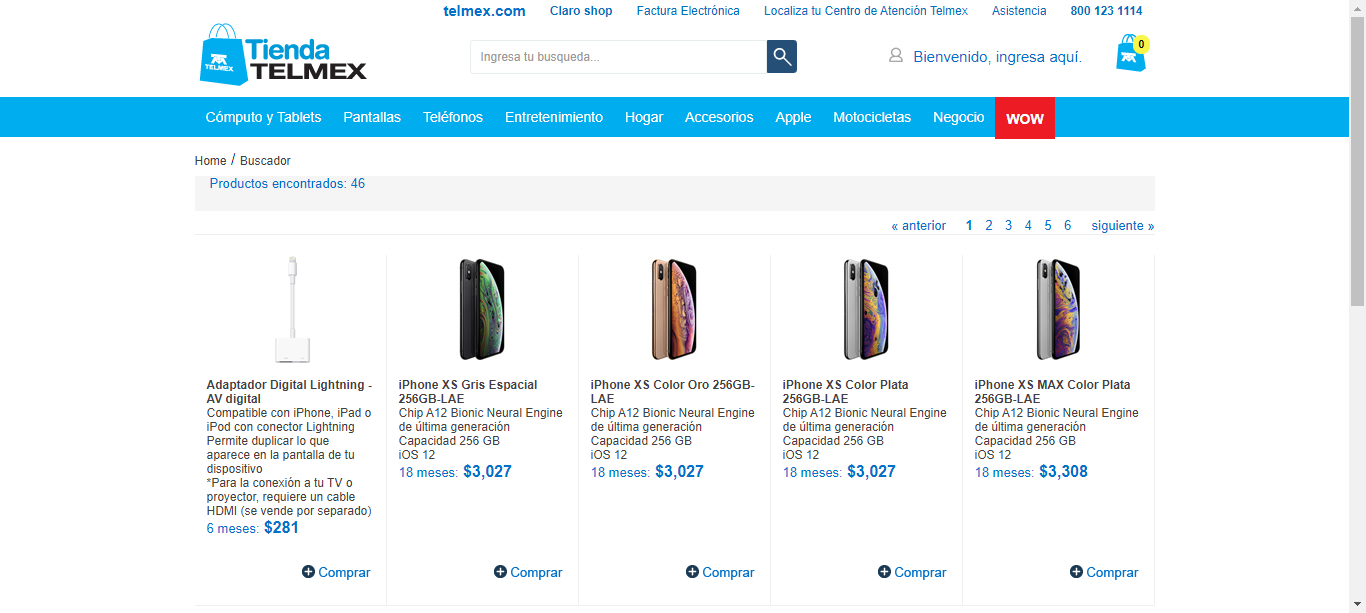 telmex.com Claro shop Factura Electrónica Localiza tu Centro de Atención Telmex Asistencia 800 123 1114
Tienda
TELMEX
TELMEX
Ingresa tu busqueda...
Bienvenido, ingresa aquí.
0
Cómputo y Tablets Pantallas Teléfonos Entretenimiento Hogar Accesorios Apple Motocicletas Negocio WOW
Home / Buscador
Productos encontrados: 46
« anterior 1 2 3 4 5 6 siguiente »
Adaptador Digital Lightning -
AV digital
Compatible con iPhone, iPad o
iPod con conector Lightning
Permite duplicar lo que
aparece en la pantalla de tu
dispositivo
*Para la conexión a tu TV o
proyector, requiere un cable
HDMI (se vende por separado)
6 meses: $281
Comprar
iPhone XS Gris Espacial
256GB-LAE
Chip A12 Bionic Neural Engine
de última generación
Capacidad 256 GB
iOS 12
18 meses: $3,027
Comprar
iPhone XS Color Oro 256GB-
LAE
Chip A12 Bionic Neural Engine
de última generación
Capacidad 256 GB
iOS 12
18 meses: $3,027
Comprar
iPhone XS Color Plata
256GB-LAE
Chip A12 Bionic Neural Engine
de última generación
Capacidad 256 GB
iOS 12
18 meses: $3,027
Comprar
iPhone XS MAX Color Plata
256GB-LAE
Chip A12 Bionic Neural Engine
de última generación
Capacidad 256 GB
iOS 12
18 meses: $3,308
Comprar